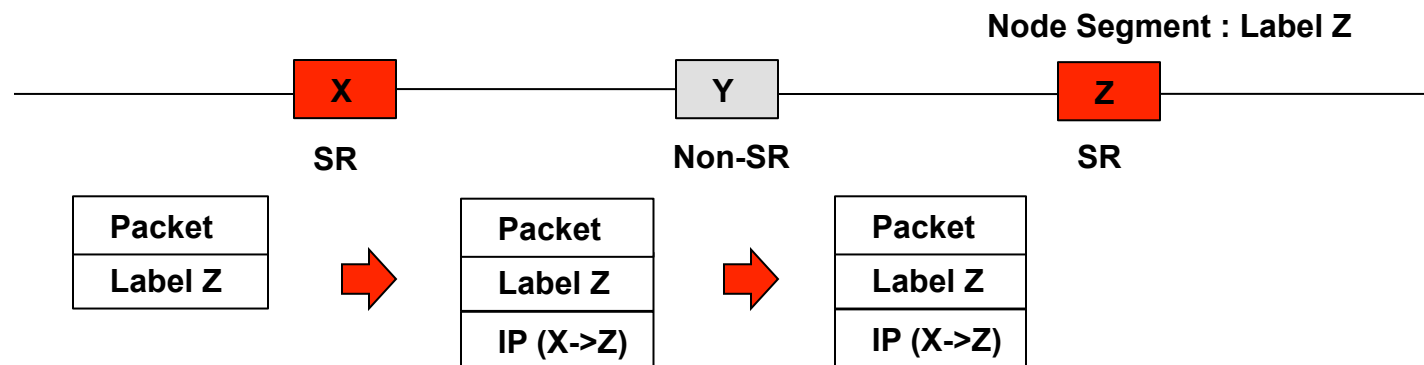 Node Segment : Label Z
X
Y
Z
SR
Non-SR
SR
Packet
Label Z
Packet
Label Z
IP (X->Z)
Packet
Label Z
IP (X->Z)